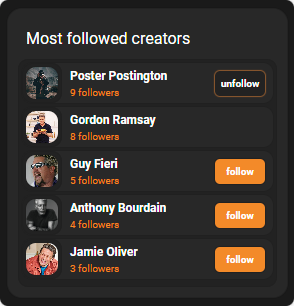 Most followed creators
Poster Postington
9 followers
unfollow
Gordon Ramsay
8 followers
Guy Fieri
5 followers
follow
Anthony Bourdain
4 followers
follow
Jamie Oliver
3 followers
follow